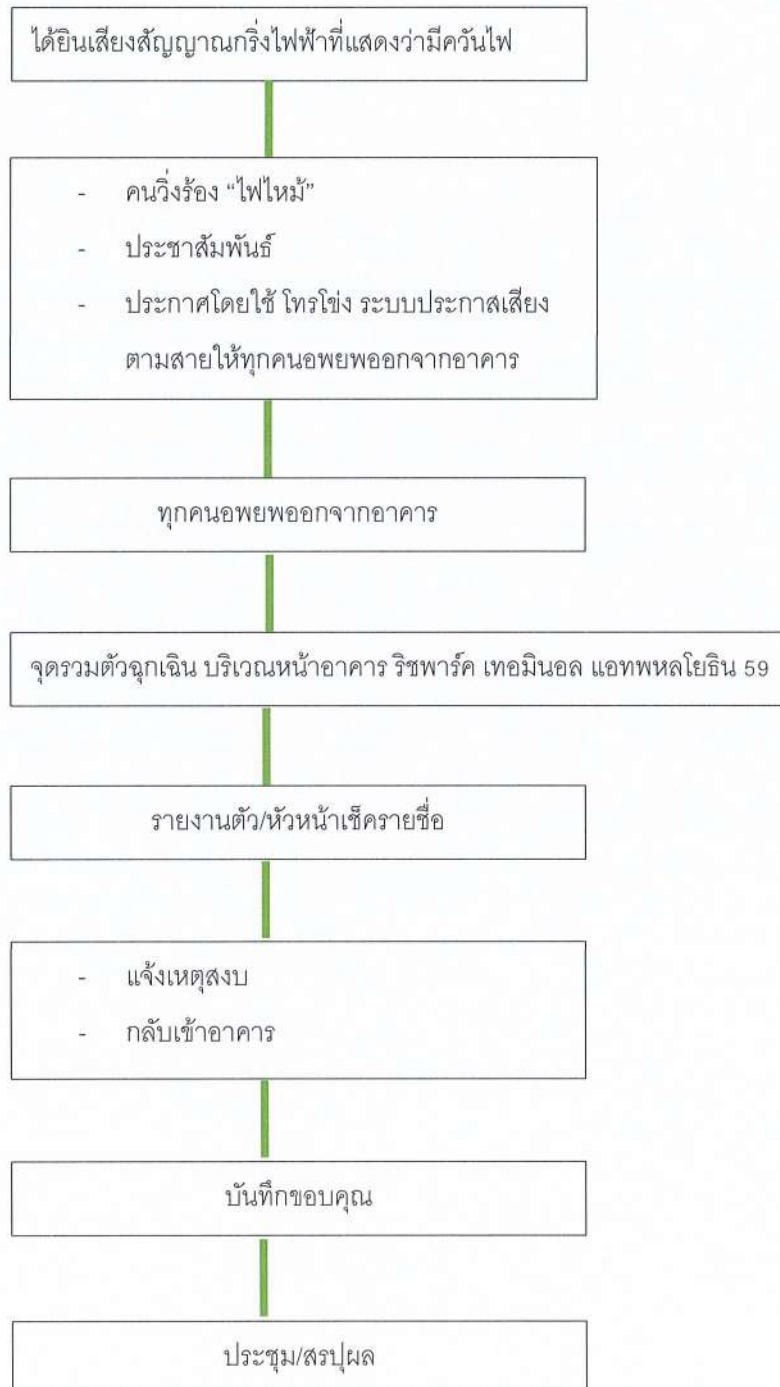 ได้ยินเสียงสัญญาณกริ่งไฟฟ้าที่แสดงว่ามีควันไฟ
- คนวิ่งร้อง “ไฟไหม้”
- ประชาสัมพันธ์
- ประกาศโดยใช้ โทรโข่ง ระบบประกาสเสียง
ตามสายให้ทุกคนอพยพออกจากอาคาร
ทุกคนอพยพออกจากอาคาร
จุดรวมตัวฉุกเฉิน บริเวณหน้าอาคาร ริชพาร์ค เทอมินอล แอทพหลโยธิน 59
รายงานตัว/หัวหน้าเช็ครายชื่อ
- แจ้งเหตุสงบ
- กลับเข้าอาคาร
บันทึกขอบคุณ
ประชุม/สรปุผล